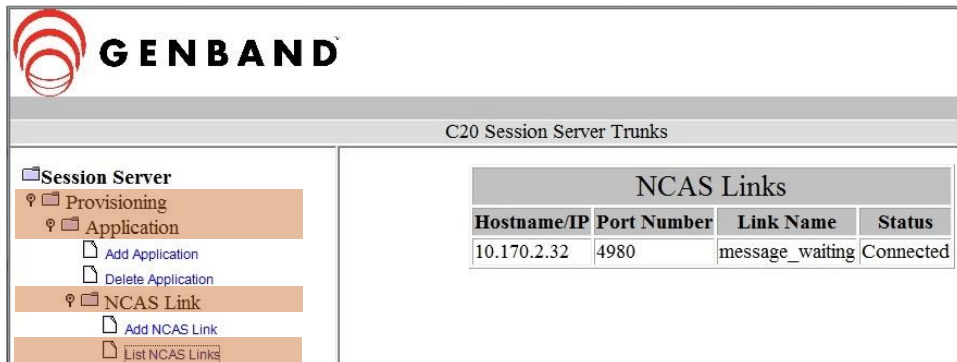 GENBAND
C20 Session Server Trunks
Session Server
Provisioning
Application
Add Application
Delete Application
NCAS Link
Add NCAS Link
List NCAS Links
NCAS Links
Hostname/IP Port Number Link Name Status
10.170.2.32 4980 message_waiting Connected